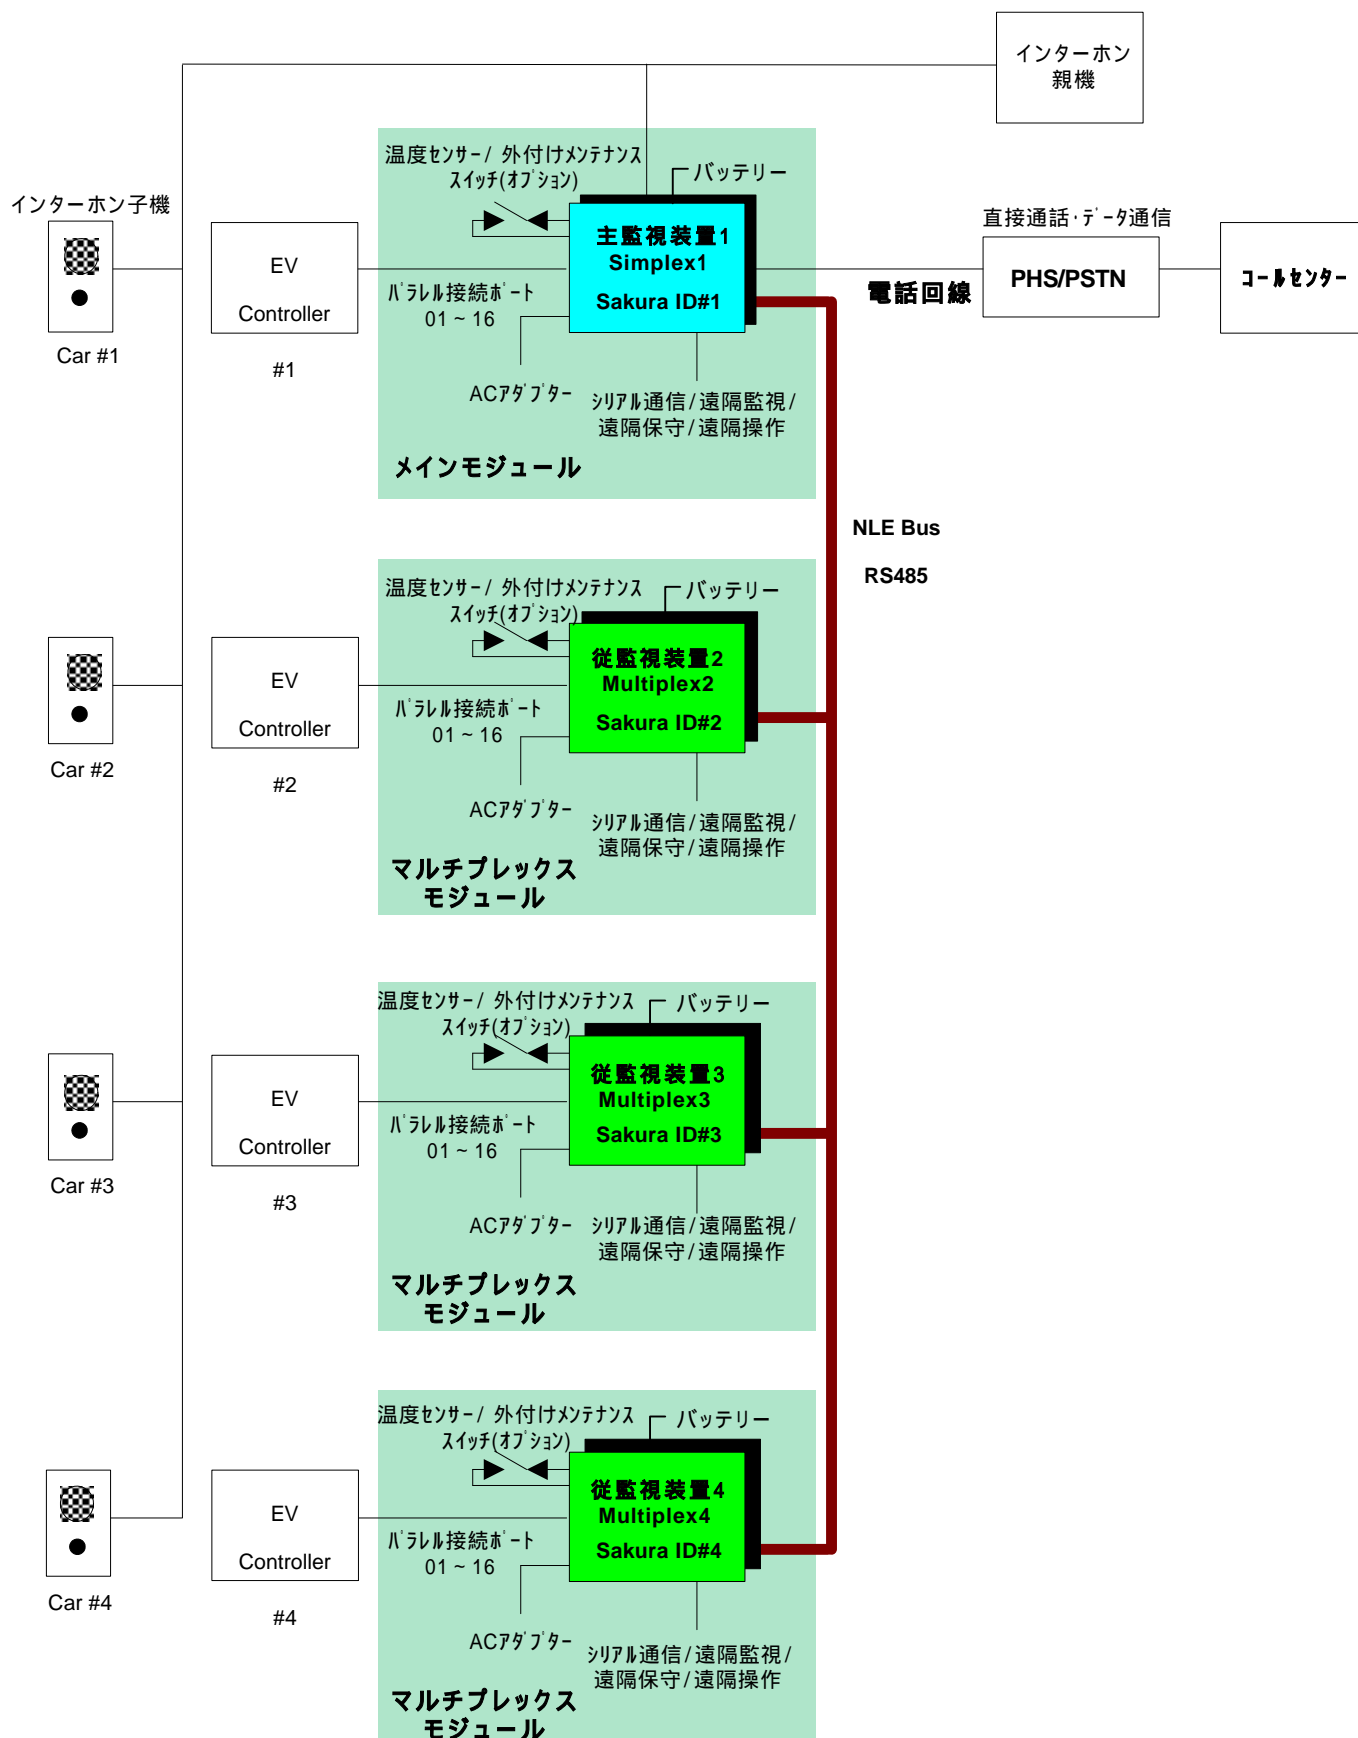 インターホン
親機
温度ｾﾝｻｰ/ 外付けﾒﾝﾃﾅﾝｽ
ｽｲｯﾁ(ｵﾌﾟｼｮﾝ)
バッテリー
インターホン子機
Car #1
EV
Controller
#1
ﾊﾟﾗﾚﾙ接続ﾎﾟｰﾄ
01 ~ 16
主監視装置1
Simplex1
Sakura ID#1
直接通話・ﾃﾞｰﾀ通信
電話回線
PHS/PSTN
ｺｰﾙｾﾝﾀｰ
ACｱﾀﾞﾌﾟﾀｰ
ｼﾘｱﾙ通信/遠隔監視/
遠隔保守/遠隔操作
メインモジュール
NLE Bus
RS485
温度ｾﾝｻｰ/ 外付けﾒﾝﾃﾅﾝｽ
ｽｲｯﾁ(ｵﾌﾟｼｮﾝ)
バッテリー
Car #2
EV
Controller
#2
ﾊﾟﾗﾚﾙ接続ﾎﾟｰﾄ
01 ~ 16
従監視装置2
Multiplex2
Sakura ID#2
ACｱﾀﾞﾌﾟﾀｰ
ｼﾘｱﾙ通信/遠隔監視/
遠隔保守/遠隔操作
マルチプレックス
モジュール
温度ｾﾝｻｰ/ 外付けﾒﾝﾃﾅﾝｽ
ｽｲｯﾁ(ｵﾌﾟｼｮﾝ)
バッテリー
Car #3
EV
Controller
#3
ﾊﾟﾗﾚﾙ接続ﾎﾟｰﾄ
01 ~ 16
従監視装置3
Multiplex3
Sakura ID#3
ACｱﾀﾞﾌﾟﾀｰ
ｼﾘｱﾙ通信/遠隔監視/
遠隔保守/遠隔操作
マルチプレックス
モジュール
温度ｾﾝｻｰ/ 外付けﾒﾝﾃﾅﾝｽ
ｽｲｯﾁ(ｵﾌﾟｼｮﾝ)
バッテリー
Car #4
EV
Controller
#4
ﾊﾟﾗﾚﾙ接続ﾎﾟｰﾄ
01 ~ 16
従監視装置4
Multiplex4
Sakura ID#4
ACｱﾀﾞﾌﾟﾀｰ
ｼﾘｱﾙ通信/遠隔監視/
遠隔保守/遠隔操作
マルチプレックス
モジュール